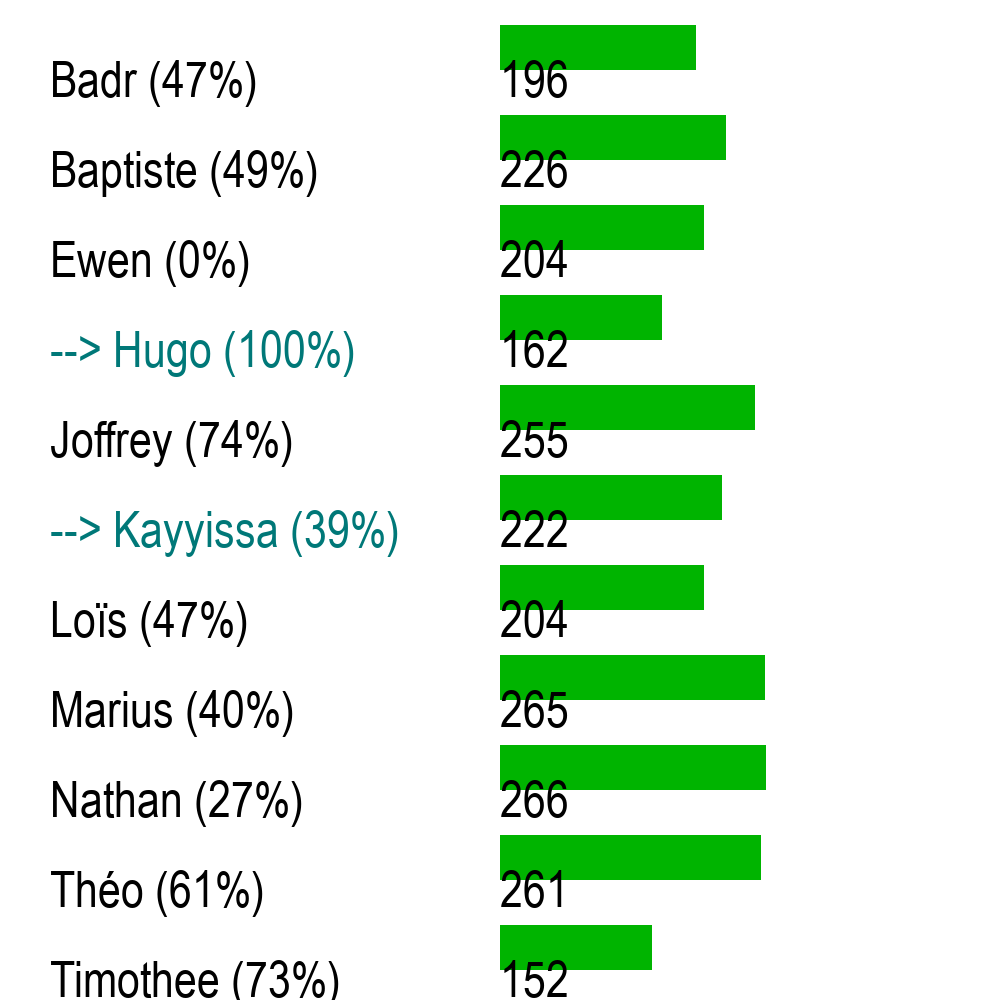 Badr (47%) 196
Baptiste (49%) 226
Ewen (0%) 204
--> Hugo (100%) 162
Joffrey (74%) 255
--> Kayyissa (39%) 222
Loïs (47%) 204
Marius (40%) 265
Nathan (27%) 266
Théo (61%) 261
Timothee (73%) 152